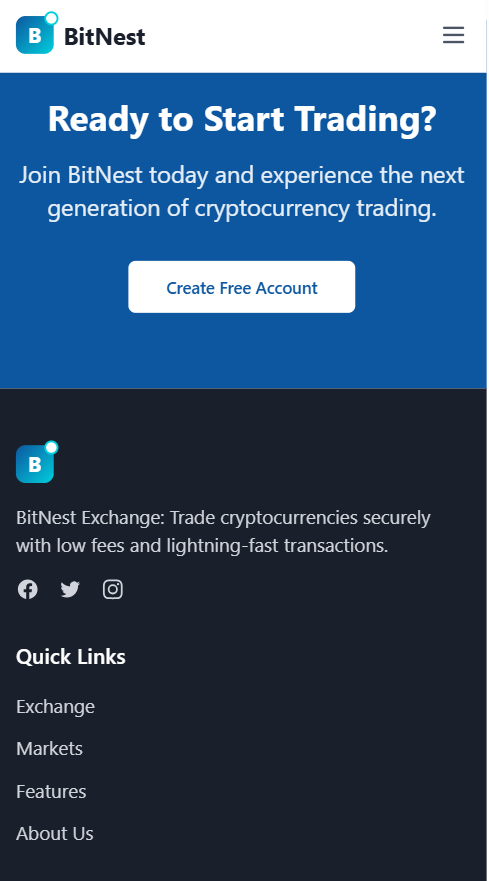 B BitNest
Ready to Start Trading?
Join BitNest today and experience the next
generation of cryptocurrency trading.
Create Free Account
B
BitNest Exchange: Trade cryptocurrencies securely
with low fees and lightning-fast transactions.
Quick Links
Exchange
Markets
Features
About Us